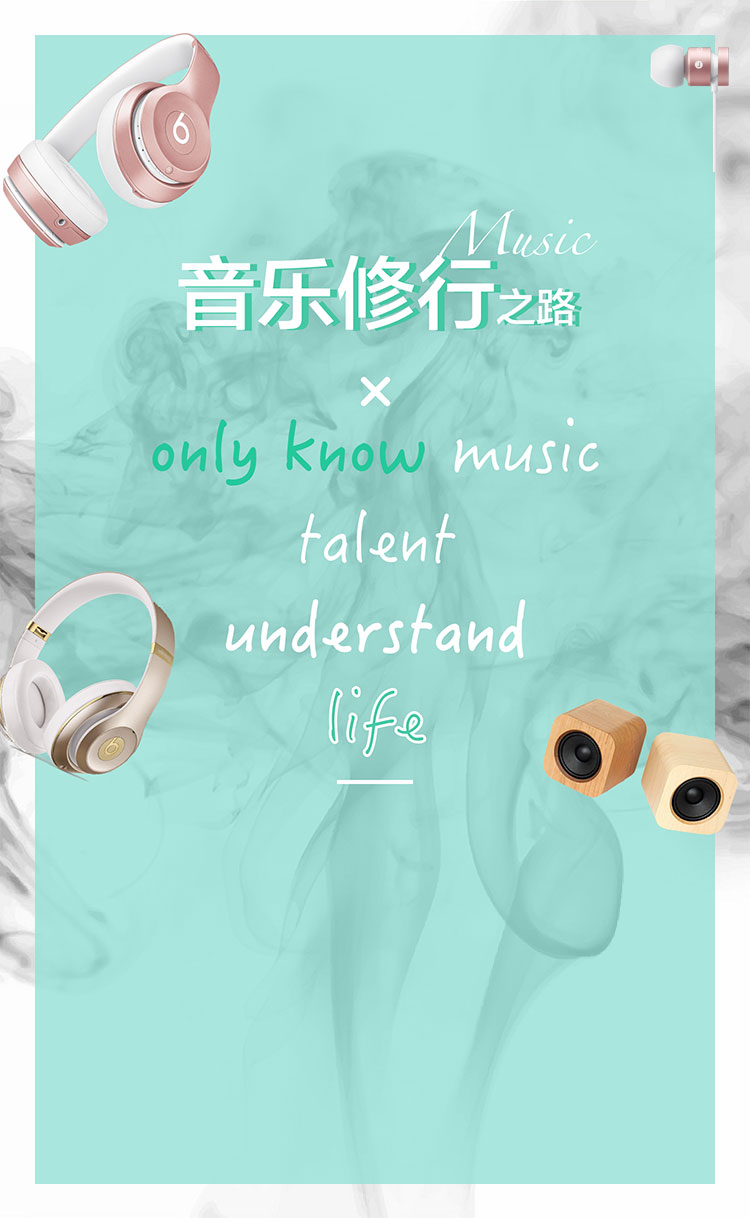 Music
音乐修行之路
×
only know music
talent
understand
life